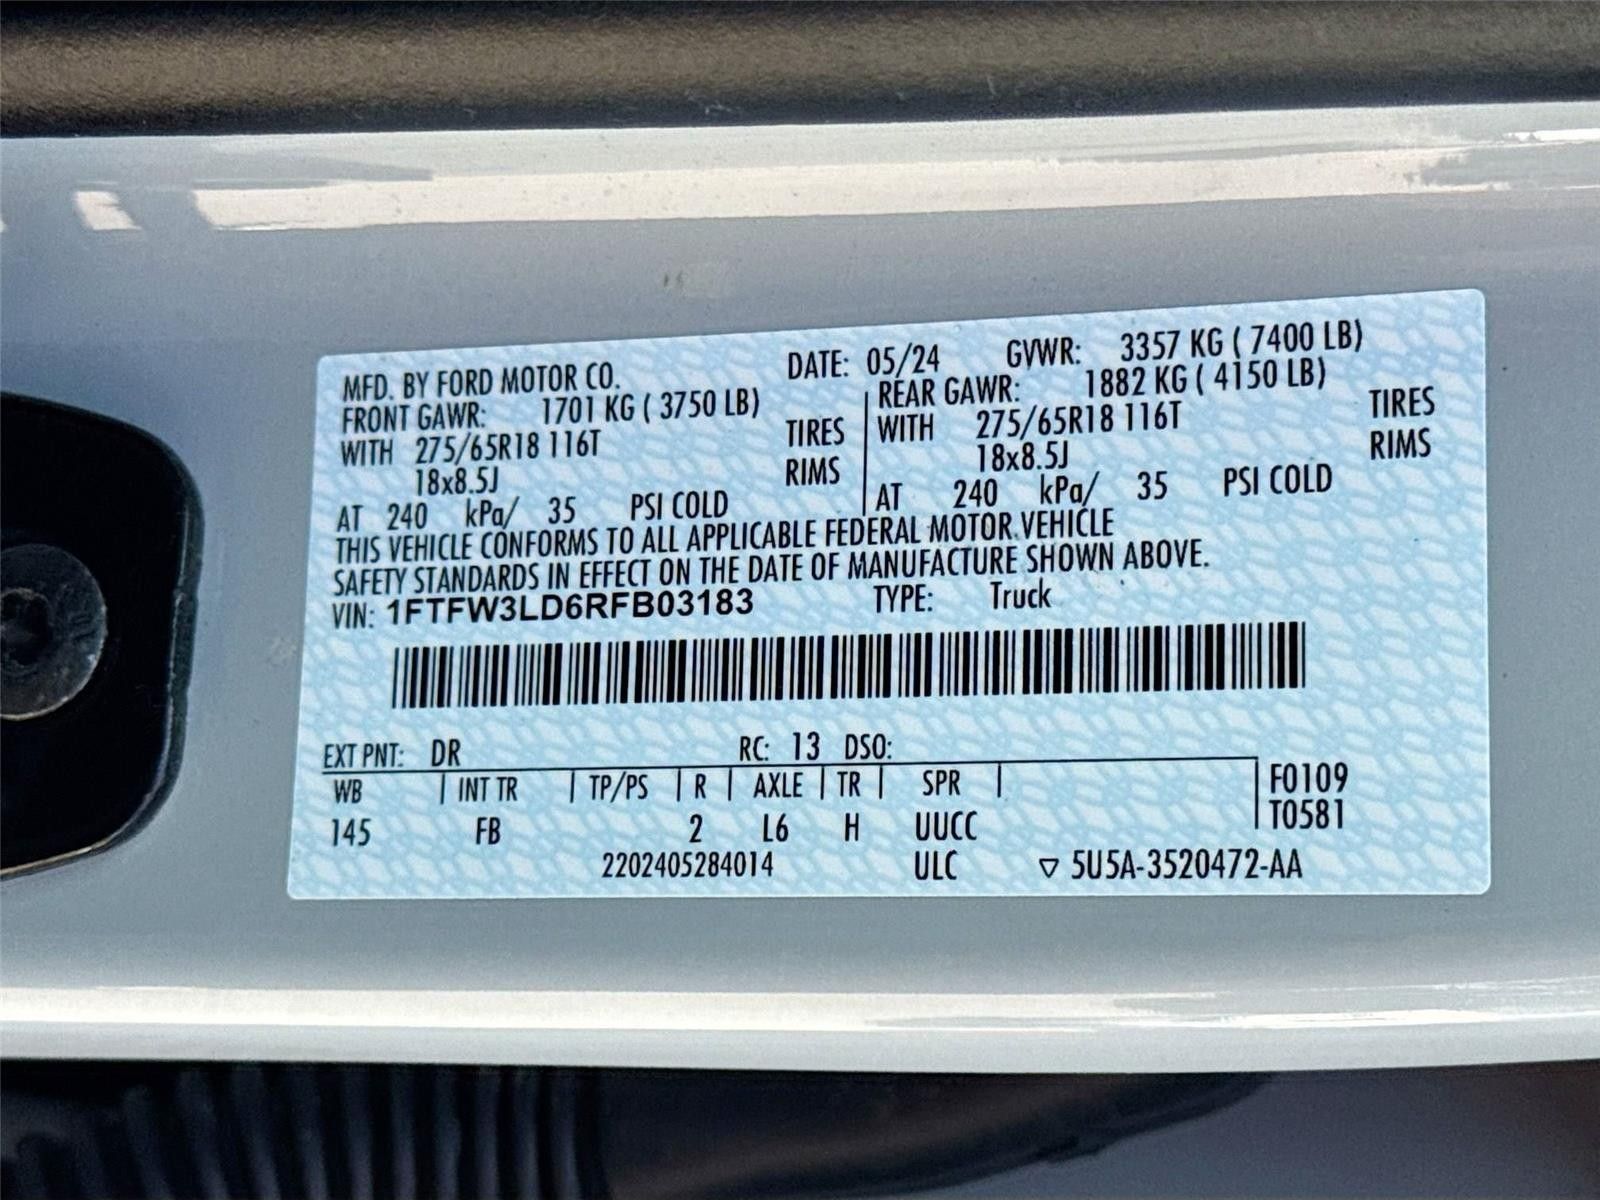 MFD. BY FORD MOTOR CO. DATE: 05/24 GVWR: 3357 KG ( 7400 LB)
FRONT GAWR: 1701 KG ( 3750 LB) REAR GAWR: 1882 KG ( 4150 LB)
WITH 275/65R18 116T TIRES WITH 275/65R18 116T TIRES
18x8.5J RIMS 18x8.5J RIMS
AT 240 kPa/ 35 PSI COLD AT 240 kPa/ 35 PSI COLD
THIS VEHICLE CONFORMS TO ALL APPLICABLE FEDERAL MOTOR VEHICLE
SAFETY STANDARDS IN EFFECT ON THE DATE OF MANUFACTURE SHOWN ABOVE.
VIN: 1FTFW3LD6RFB03183 TYPE: Truck
EXT PNT: DR RC: 13 DSO:
WB INT TR TP/PS R AXLE TR SPR F0109
145 FB 2 L6 H UUCC T0581
2202405284014 ULC ▽ 5U5A-3520472-AA